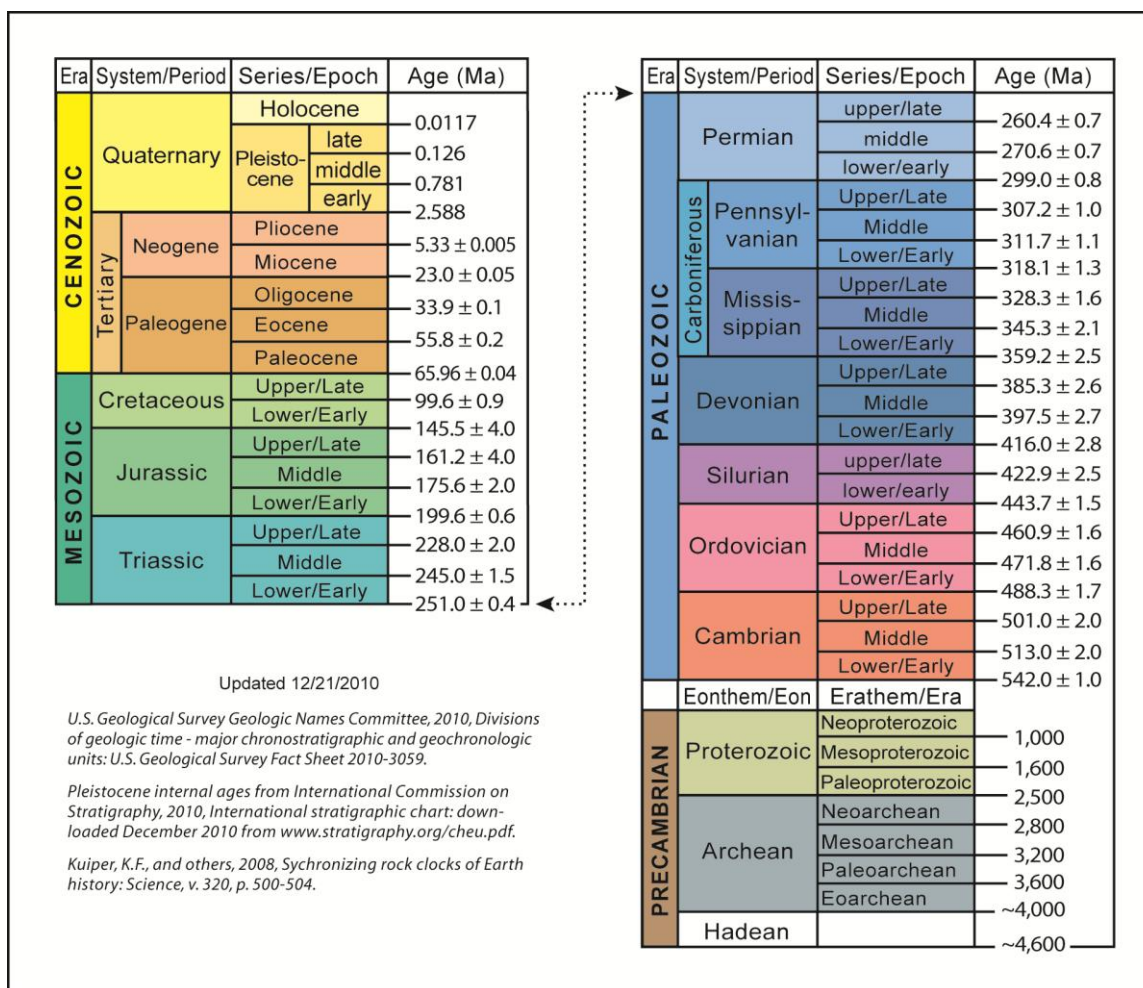 Era System/Period Series/Epoch Age (Ma)
CENOZOIC
Quaternary
Holocene
0.0117
Pleisto-
cene
late
0.126
middle
0.781
early
2.588
Tertiary
Neogene
Pliocene
5.33 ± 0.005
Miocene
23.0 ± 0.05
Paleogene
Oligocene
33.9 ± 0.1
Eocene
55.8 ± 0.2
Paleocene
65.96 ± 0.04
MESOZOIC
Cretaceous
Upper/Late
99.6 ± 0.9
Lower/Early
145.5 ± 4.0
Jurassic
Upper/Late
161.2 ± 4.0
Middle
175.6 ± 2.0
Lower/Early
199.6 ± 0.6
Triassic
Upper/Late
228.0 ± 2.0
Middle
245.0 ± 1.5
Lower/Early
251.0 ± 0.4
Updated 12/21/2010
U.S. Geological Survey Geologic Names Committee, 2010, Divisions
of geologic time - major chronostratigraphic and geochronologic
units: U.S. Geological Survey Fact Sheet 2010-3059.
Pleistocene internal ages from International Commission on
Stratigraphy, 2010, International stratigraphic chart: down-
loaded December 2010 from www.stratigraphy.org/cheu.pdf.
Kuiper, K.F., and others, 2008, Sychronizing rock clocks of Earth
history: Science, v. 320, p. 500-504.
Era System/Period Series/Epoch Age (Ma)
PALEOZOIC
Permian
upper/late
260.4 ± 0.7
middle
270.6 ± 0.7
lower/early
299.0 ± 0.8
Carboniferous
Pennsyl-
vanian
Upper/Late
307.2 ± 1.0
Middle
311.7 ± 1.1
Lower/Early
318.1 ± 1.3
Missis-
sippian
Upper/Late
328.3 ± 1.6
Middle
345.3 ± 2.1
Lower/Early
359.2 ± 2.5
Devonian
Upper/Late
385.3 ± 2.6
Middle
397.5 ± 2.7
Lower/Early
416.0 ± 2.8
Silurian
upper/late
422.9 ± 2.5
lower/early
443.7 ± 1.5
Ordovician
Upper/Late
460.9 ± 1.6
Middle
471.8 ± 1.6
Lower/Early
488.3 ± 1.7
Cambrian
Upper/Late
501.0 ± 2.0
Middle
513.0 ± 2.0
Lower/Early
542.0 ± 1.0
Eonthem/Eon Erathem/Era
PRECAMBRIAN
Proterozoic
Neoproterozoic
1,000
Mesoproterozoic
1,600
Paleoproterozoic
2,500
Archean
Neoarchean
2,800
Mesoarchean
3,200
Paleoarchean
3,600
Eoarchean
~4,000
Hadean
~4,600